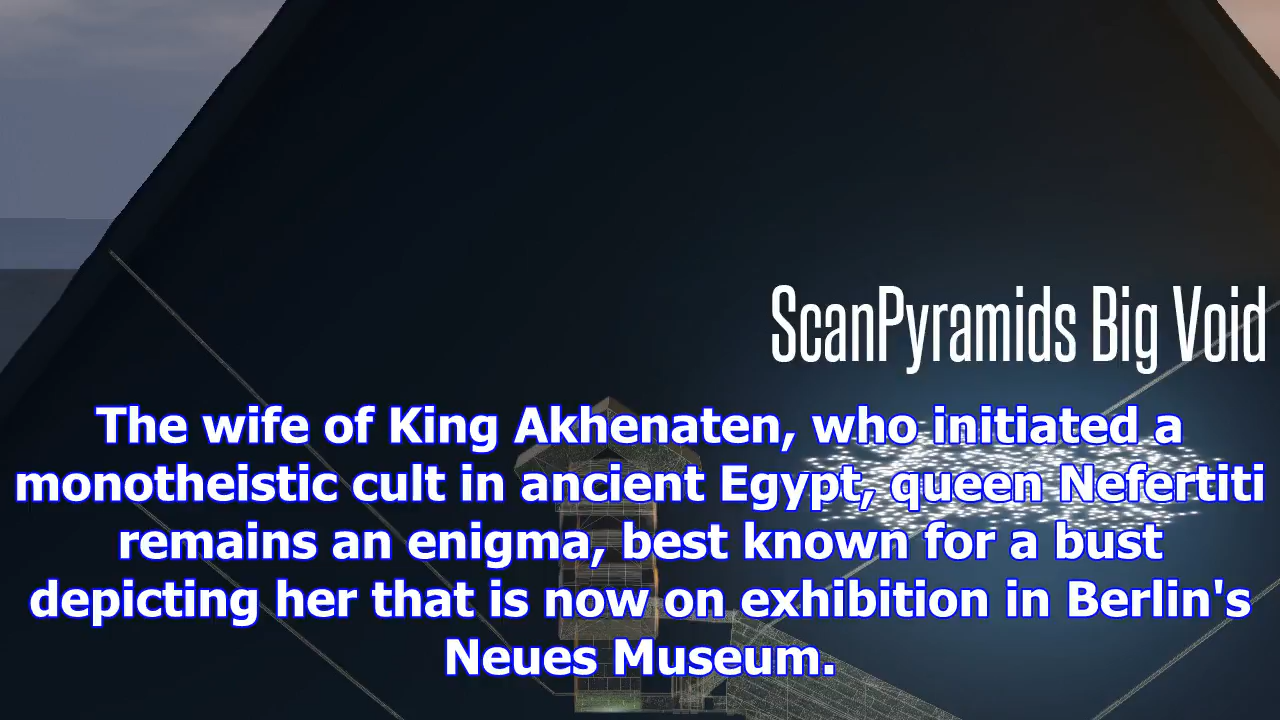 ScanPyramids Big Void
The wife of King Akhenaten, who initiated a
monotheistic cult in ancient Egypt, queen Nefertiti
remains an enigma, best known for a bust
depicting her that is now on exhibition in Berlin's
Neues Museum.